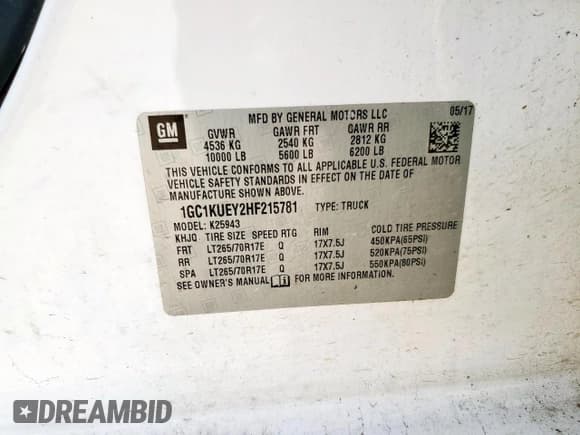 GM
MFD BY GENERAL MOTORS LLC 05/17
GVWR GAWR FRT GAWR RR
4536 KG 2540 KG 2812 KG
10000 LB 5600 LB 6200 LB
THIS VEHICLE CONFORMS TO ALL APPLICABLE U.S. FEDERAL MOTOR
VEHICLE SAFETY STANDARDS IN EFFECT ON THE DATE OF
MANUFACTURE SHOWN ABOVE.
1GC1KUEY2HF215781 TYPE: TRUCK
K25943
KHJQ TIRE SIZE SPEED RTG RIM COLD TIRE PRESSURE
FRT LT265/70R17E Q 17X7.5J 450KPA(65PSI)
RR LT265/70R17E Q 17X7.5J 520KPA(75PSI)
SPA LT265/70R17E Q 17X7.5J 550KPA(80PSI)
SEE OWNER'S MANUAL FOR MORE INFORMATION.
DREAMBID